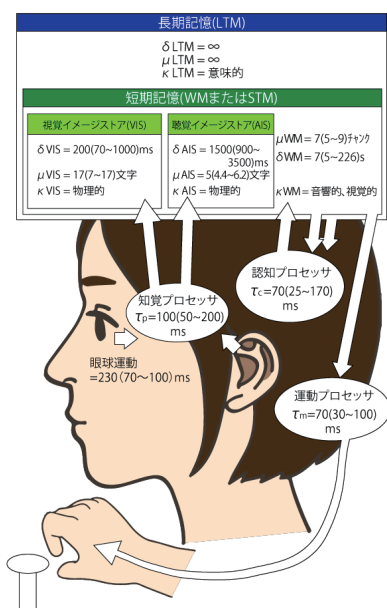 長期記憶(LTM)
δ LTM = ∞
μ LTM = ∞
κ LTM = 意味的
短期記憶(WMまたはSTM)
視覚イメージストア(VIS)
δ VIS = 200(70~1000)ms
μ VIS = 17(7~17)文字
κ VIS = 物理的
聴覚イメージストア(AIS)
δ AIS = 1500(900~
3500)ms
μ AIS = 5(4.4~6.2)文字
κ AIS = 物理的
μWM = 7(5~9)ﾁｬﾝｸ
δWM = 7(5~226)s
κWM = 音響的、視覚的
知覚プロセッサ
τp=100(50~200)
ms
認知プロセッサ
τc=70(25~170)
ms
眼球運動
=230(70~100)ms
運動プロセッサ
τm=70(30~100)
ms